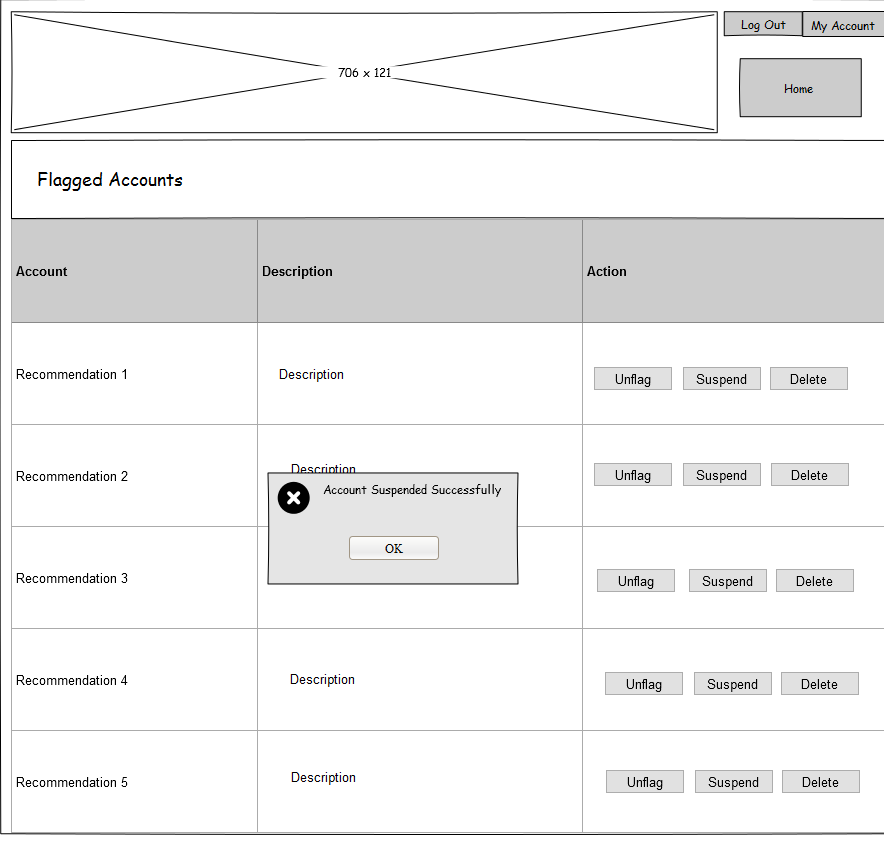 Log Out
My Account
706 x 121
Home
Flagged Accounts
Account
Description
Action
Recommendation 1
Description
Unflag
Suspend
Delete
Recommendation 2
Description
Unflag
Suspend
Delete
Account Suspended Successfully
OK
Recommendation 3
Unflag
Suspend
Delete
Recommendation 4
Description
Unflag
Suspend
Delete
Recommendation 5
Description
Unflag
Suspend
Delete